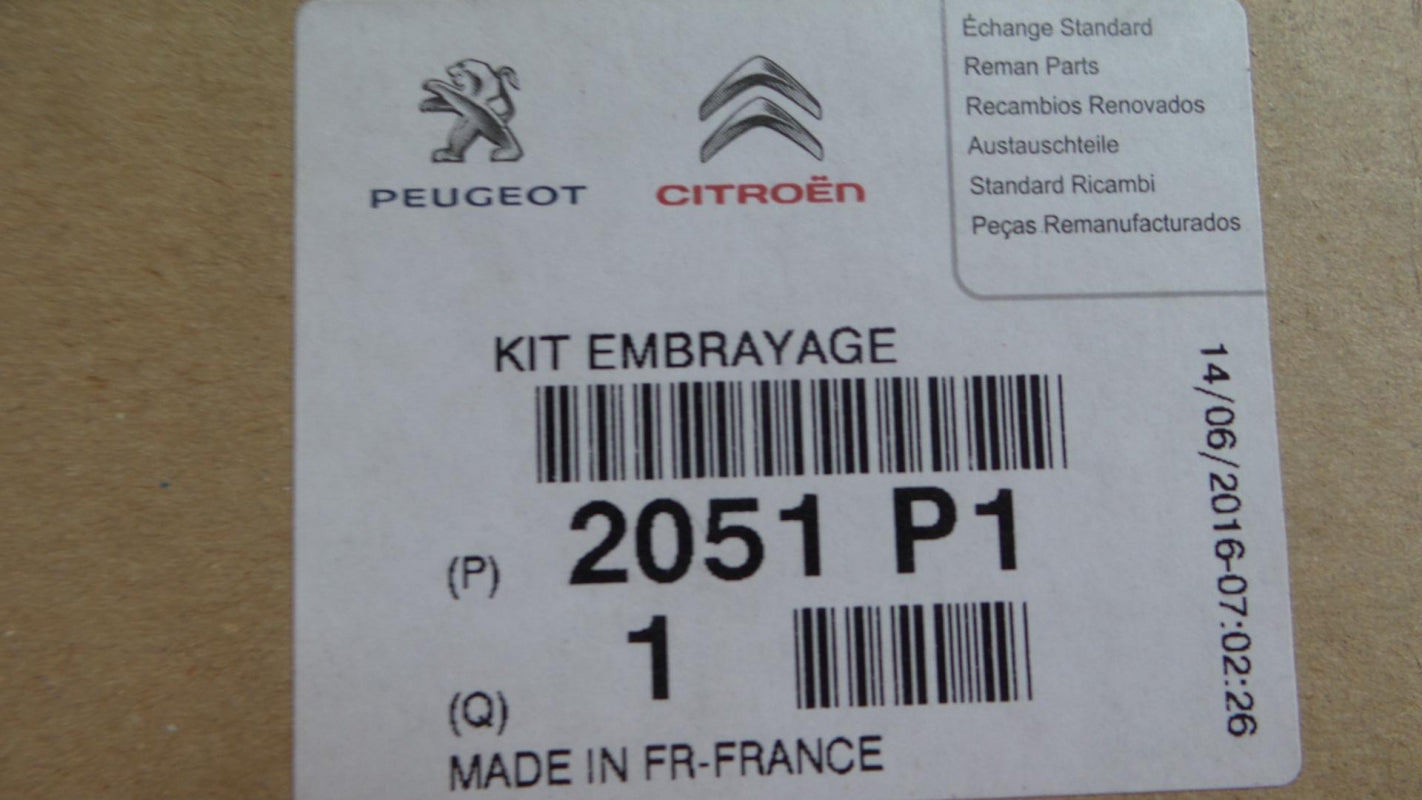 PEUGEOT
CITROËN
Échange Standard
Reman Parts
Recambios Renovados
Austauschteile
Standard Ricambi
Peças Remanufacturados
KIT EMBRAYAGE
(P) 2051 P1
(Q) 1
MADE IN FR-FRANCE
14/06/2016-07:02:26